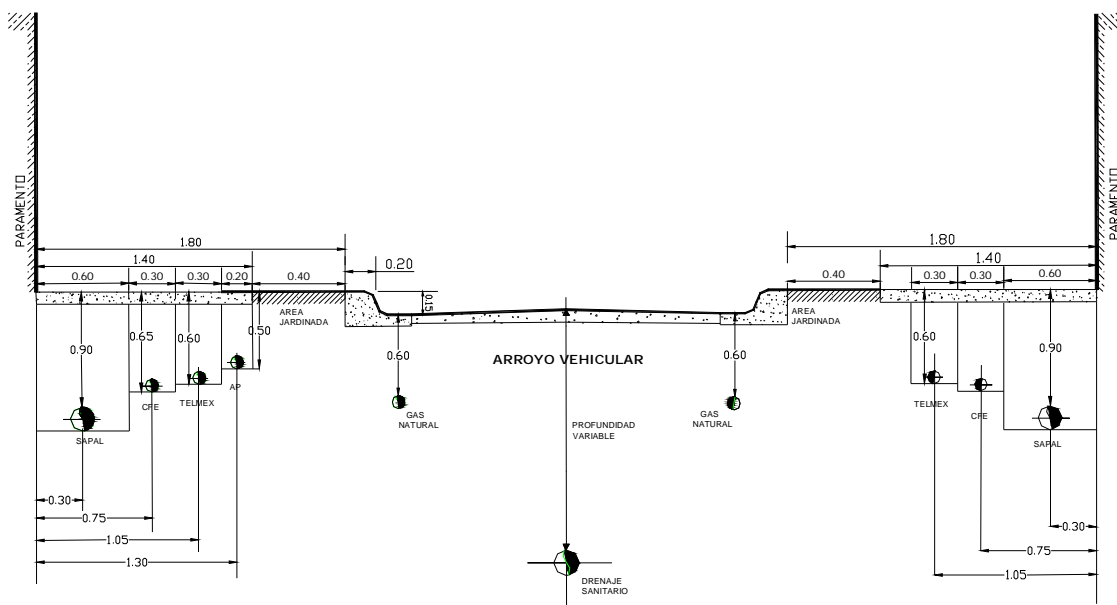 PARAMENTO
PARAMENTO
1.80
1.40
0.60
0.30
0.30
0.20
0.40
0.20
0.15
1.80
1.40
0.40
0.30
0.30
0.60
AREA
JARDINADA
AREA
JARDINADA
0.90
0.65
0.60
0.50
0.60
ARROYO VEHICULAR
0.60
0.60
0.90
AP
TELMEX
CFE
SAPAL
GAS
NATURAL
PROFUNDIDAD
VARIABLE
GAS
NATURAL
TELMEX
CFE
SAPAL
0.30
0.75
1.05
1.30
0.30
0.75
1.05
DRENAJE
SANITARIO